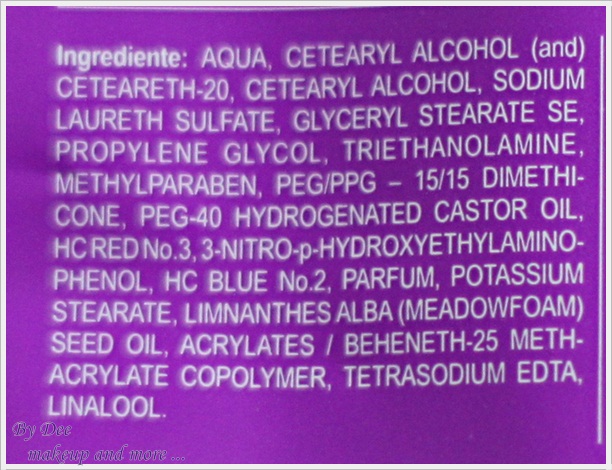 Ingrediente: AQUA, CETEARYL ALCOHOL (and)
CETEARETH-20, CETEARYL ALCOHOL, SODIUM
LAURETH SULFATE, GLYCERYL STEARATE SE,
PROPYLENE GLYCOL, TRIETHANOLAMINE,
METHYLPARABEN, PEG/PPG – 15/15 DIMETHI-
CONE, PEG-40 HYDROGENATED CASTOR OIL,
HC RED No.3, 3-NITRO-p-HYDROXYETHYLAMINO-
PHENOL, HC BLUE No.2, PARFUM, POTASSIUM
STEARATE, LIMNANTHES ALBA (MEADOWFOAM)
SEED OIL, ACRYLATES / BEHENETH-25 METH-
ACRYLATE COPOLYMER, TETRASODIUM EDTA,
LINALOOL.
By Dee
makeup and more ...